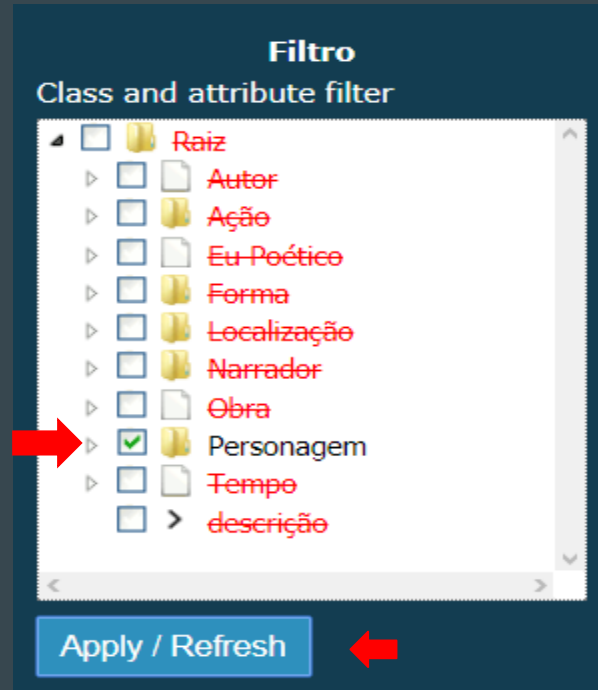 Filtro
Class and attribute filter
Raiz
Autor
Ação
Eu Poético
Forma
Localização
Narrador
Obra
Personagem
Tempo
descrição
Apply / Refresh